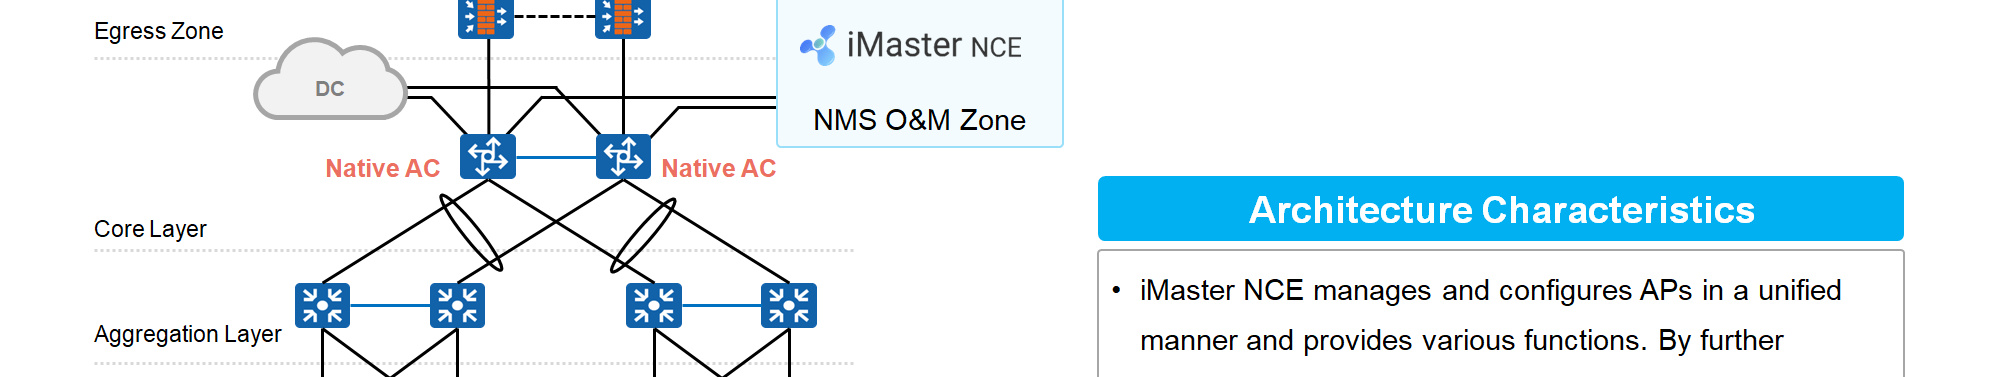 Egress Zone
DC
iMaster NCE
NMS O&M Zone
Native AC
Native AC
Core Layer
Aggregation Layer
Architecture Characteristics
• iMaster NCE manages and configures APs in a unified
manner and provides various functions. By further